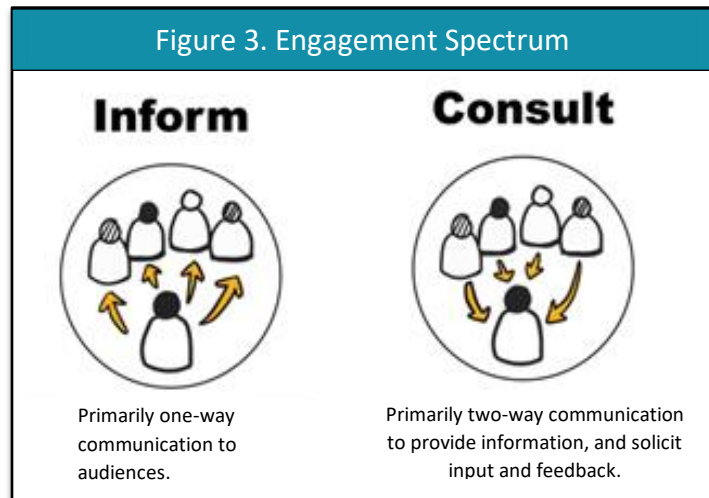 Figure 3. Engagement Spectrum
Inform
Primarily one-way
communication to
audiences.
Consult
Primarily two-way communication
to provide information, and solicit
input and feedback.